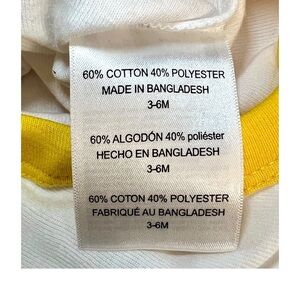 60% COTTON 40% POLYESTER
MADE IN BANGLADESH
3-6M
60% ALGODÓN 40% poliéster
HECHO EN BANGLADESH
3-6M
60% COTON 40% POLYESTER
FABRIQUÉ AU BANGLADESH
3-6M